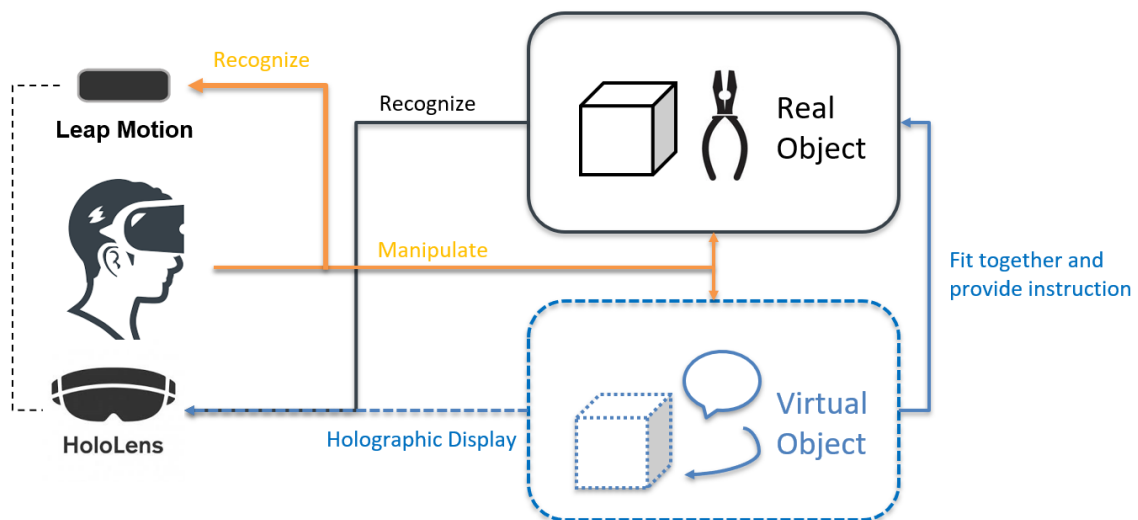 Recognize
Leap Motion
Recognize
Real
Object
Manipulate
Fit together and
provide instruction
HoloLens
Holographic Display
Virtual
Object